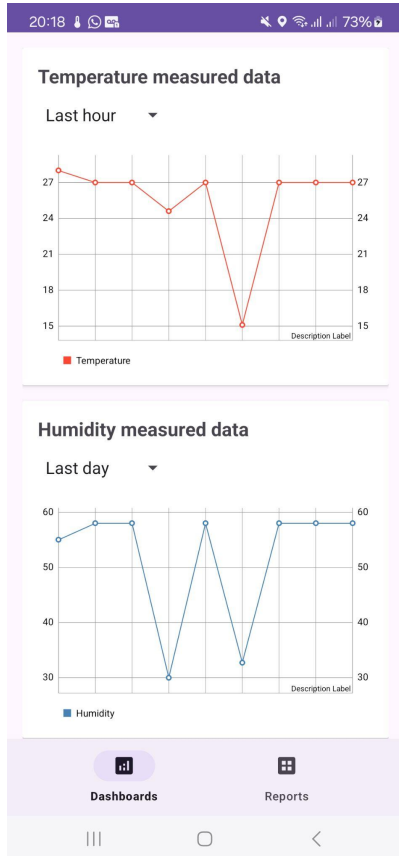 20:18 73%
Temperature measured data
Last hour
27 27
24 24
21 21
18 18
15 15
Description Label
Temperature
Humidity measured data
Last day
60 60
50 50
40 40
30 30
Description Label
Humidity
Dashboards Reports